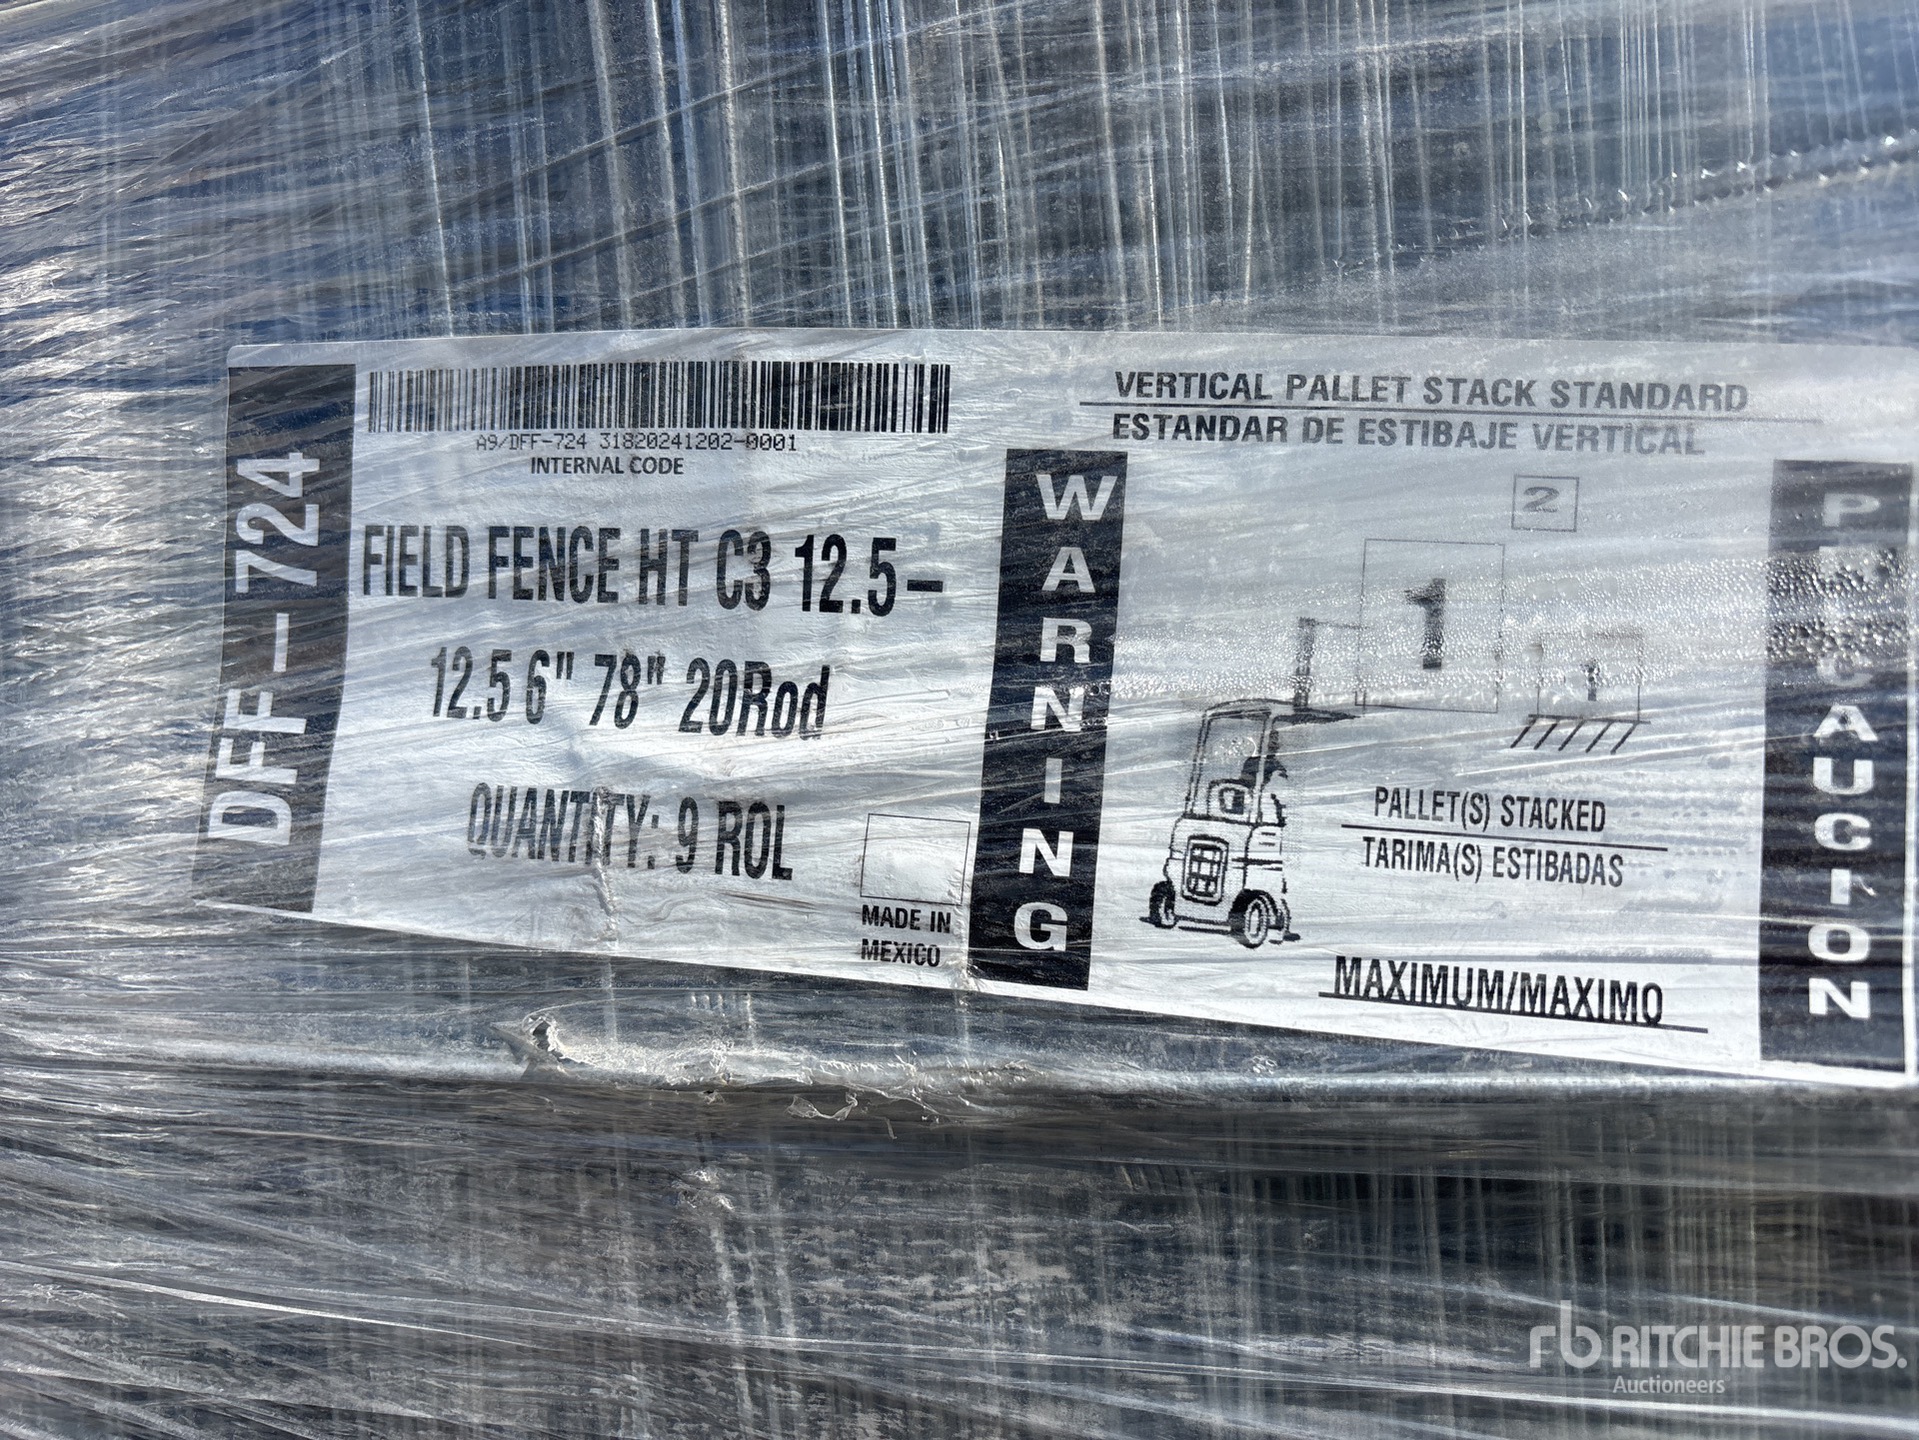 DFF-724
A9/DFF-724 31820241202-0001
INTERNAL CODE
FIELD FENCE HT C3 12.5-
12.5 6" 78" 20Rod
QUANTITY: 9 ROL
MADE IN
MEXICO
WARNING
VERTICAL PALLET STACK STANDARD
ESTANDAR DE ESTIBAJE VERTICAL
2
1
1
PALLET(S) STACKED
TARIMA(S) ESTIBADAS
MAXIMUM/MAXIMO
PRECAUCION
rb RITCHIE BROS.
Auctioneers